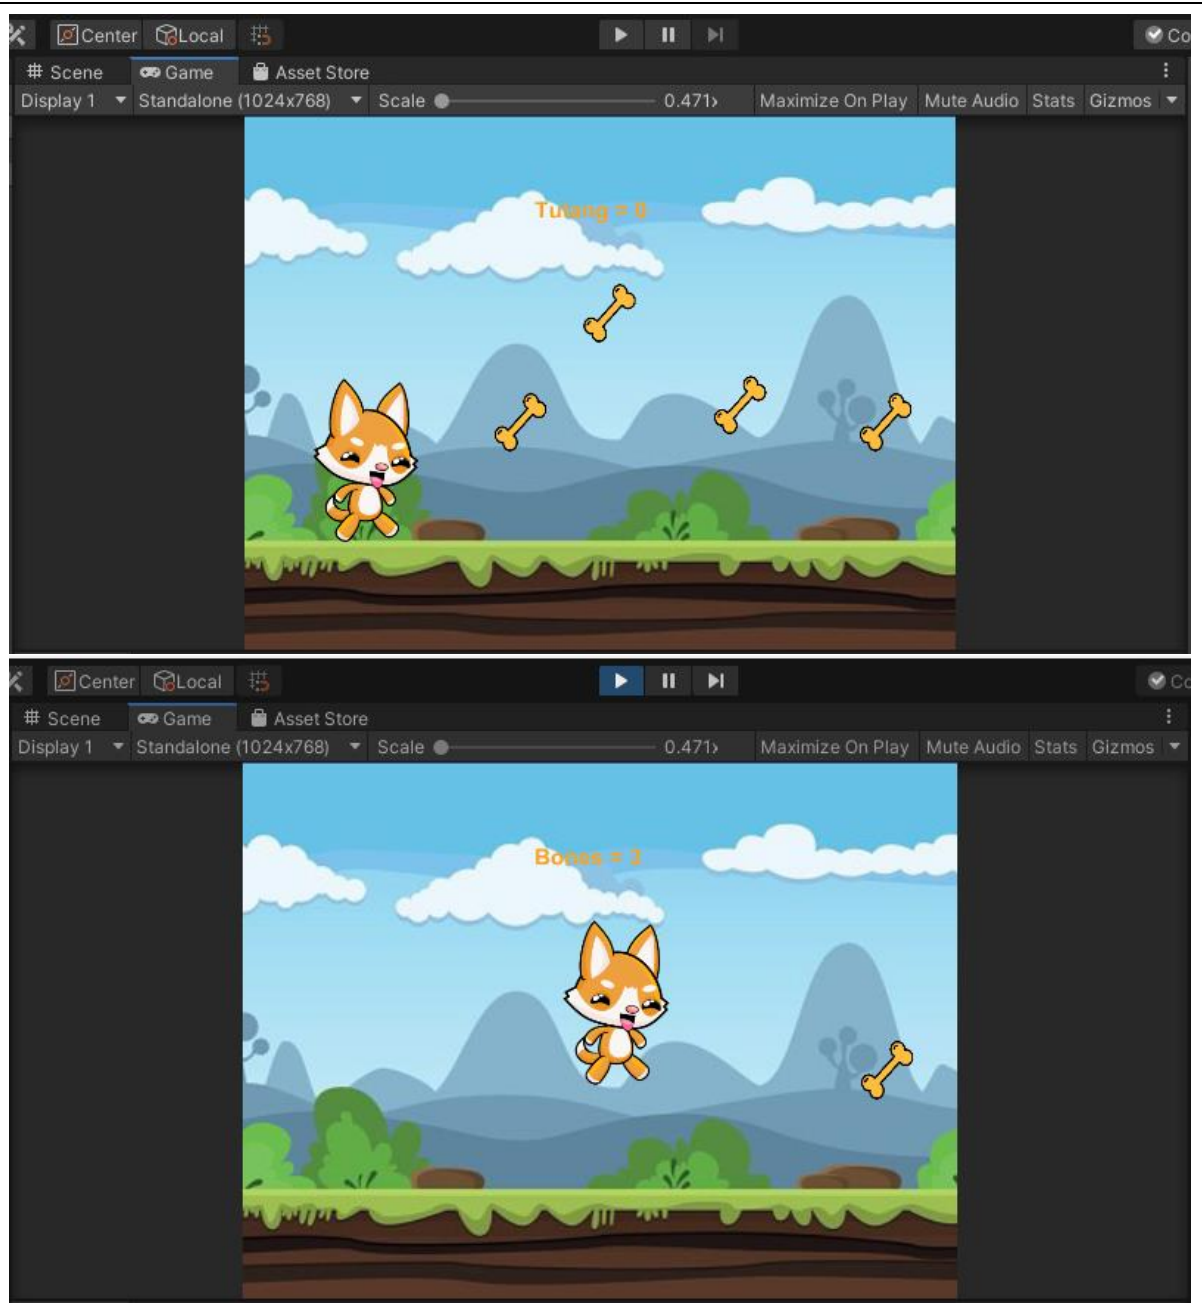 Center Local Co
Scene Game Asset Store
Display 1 Standalone (1024x768) Scale 0.471x Maximize On Play Mute Audio Stats Gizmos
Tulang = 0
Center Local Co
Scene Game Asset Store
Display 1 Standalone (1024x768) Scale 0.471x Maximize On Play Mute Audio Stats Gizmos
Bones = 3